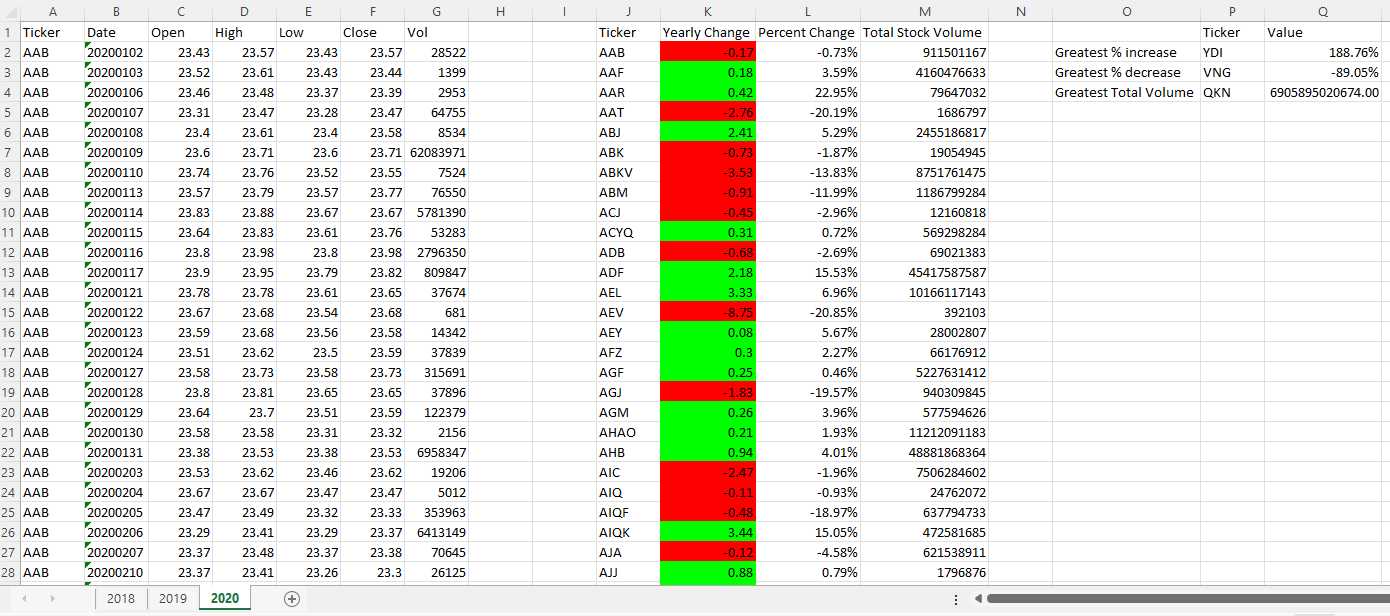 A B C D E F G H I J K L M N O P Q
1 Ticker Date Open High Low Close Vol Ticker Yearly Change Percent Change Total Stock Volume Ticker Value
2 AAB 20200102 23.43 23.57 23.43 23.57 28522 AAB -0.17 -0.73% 911501167 Greatest % increase YDI 188.76%
3 AAB 20200103 23.52 23.61 23.43 23.44 1399 AAF 0.18 3.59% 4160476633 Greatest % decrease VNG -89.05%
4 AAB 20200106 23.46 23.48 23.37 23.39 2953 AAR 0.42 22.95% 79647032 Greatest Total Volume QKN 6905895020674.00
5 AAB 20200107 23.31 23.47 23.28 23.47 64755 AAT -2.76 -20.19% 1686797
6 AAB 20200108 23.4 23.61 23.4 23.58 8534 ABJ 2.41 5.29% 2455186817
7 AAB 20200109 23.6 23.71 23.6 23.71 62083971 ABK -0.73 -1.87% 19054945
8 AAB 20200110 23.74 23.76 23.52 23.55 7524 ABKV -3.53 -13.83% 8751761475
9 AAB 20200113 23.57 23.79 23.57 23.77 76550 ABM -0.91 -11.99% 1186799284
10 AAB 20200114 23.83 23.88 23.67 23.67 5781390 ACJ -0.45 -2.96% 12160818
11 AAB 20200115 23.64 23.83 23.61 23.76 53283 ACYQ 0.31 0.72% 569298284
12 AAB 20200116 23.8 23.98 23.8 23.98 2796350 ADB -0.68 -2.69% 69021383
13 AAB 20200117 23.9 23.95 23.79 23.82 809847 ADF 2.18 15.53% 45417587587
14 AAB 20200121 23.78 23.78 23.61 23.65 37674 AEL 3.33 6.96% 10166117143
15 AAB 20200122 23.67 23.68 23.54 23.68 681 AEV -8.75 -20.85% 392103
16 AAB 20200123 23.59 23.68 23.56 23.58 14342 AEY 0.08 5.67% 28002807
17 AAB 20200124 23.51 23.62 23.5 23.59 37839 AFZ 0.3 2.27% 66176912
18 AAB 20200127 23.58 23.73 23.58 23.73 315691 AGF 0.25 0.46% 5227631412
19 AAB 20200128 23.8 23.81 23.65 23.65 37896 AGJ -1.83 -19.57% 940309845
20 AAB 20200129 23.64 23.7 23.51 23.59 122379 AGM 0.26 3.96% 577594626
21 AAB 20200130 23.58 23.58 23.31 23.32 2156 AHAO 0.21 1.93% 11212091183
22 AAB 20200131 23.38 23.53 23.38 23.53 6958347 AHB 0.94 4.01% 48881868364
23 AAB 20200203 23.53 23.62 23.46 23.62 19206 AIC -2.47 -1.96% 7506284602
24 AAB 20200204 23.67 23.67 23.47 23.47 5012 AIQ -0.11 -0.93% 24762072
25 AAB 20200205 23.47 23.49 23.32 23.33 353963 AIQF -0.48 -18.97% 637794733
26 AAB 20200206 23.29 23.41 23.29 23.37 6413149 AIQK 3.44 15.05% 472581685
27 AAB 20200207 23.37 23.48 23.37 23.38 70645 AJA -0.12 -4.58% 621538911
28 AAB 20200210 23.37 23.41 23.26 23.3 26125 AJJ 0.88 0.79% 1796876
2018 2019 2020